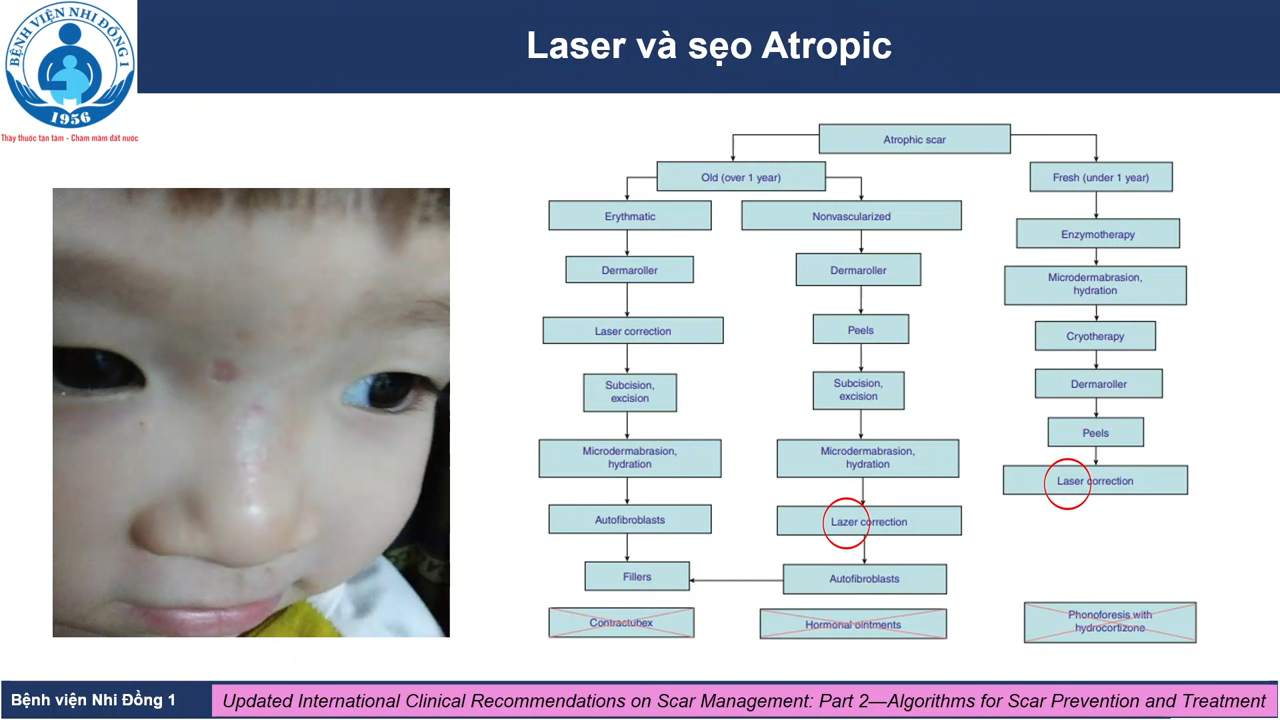 BỆNH VIỆN NHI ĐỒNG 1
1956
Thầy thuốc tận tâm - Chăm mầm đất nước
Laser và sẹo Atropic
Atrophic scar
Old (over 1 year)
Fresh (under 1 year)
Erythmatic
Nonvascularized
Enzymotherapy
Dermaroller
Dermaroller
Microdermabrasion,
hydration
Laser correction
Peels
Cryotherapy
Subcision,
excision
Subcision,
excision
Dermaroller
Microdermabrasion,
hydration
Microdermabrasion,
hydration
Peels
Laser correction
Autofibroblasts
Lazer correction
Fillers
Autofibroblasts
Contractubex
Hormonal ointments
Phonoforesis with
hydrocortizone
Bệnh viện Nhi Đồng 1
Updated International Clinical Recommendations on Scar Management: Part 2—Algorithms for Scar Prevention and Treatment